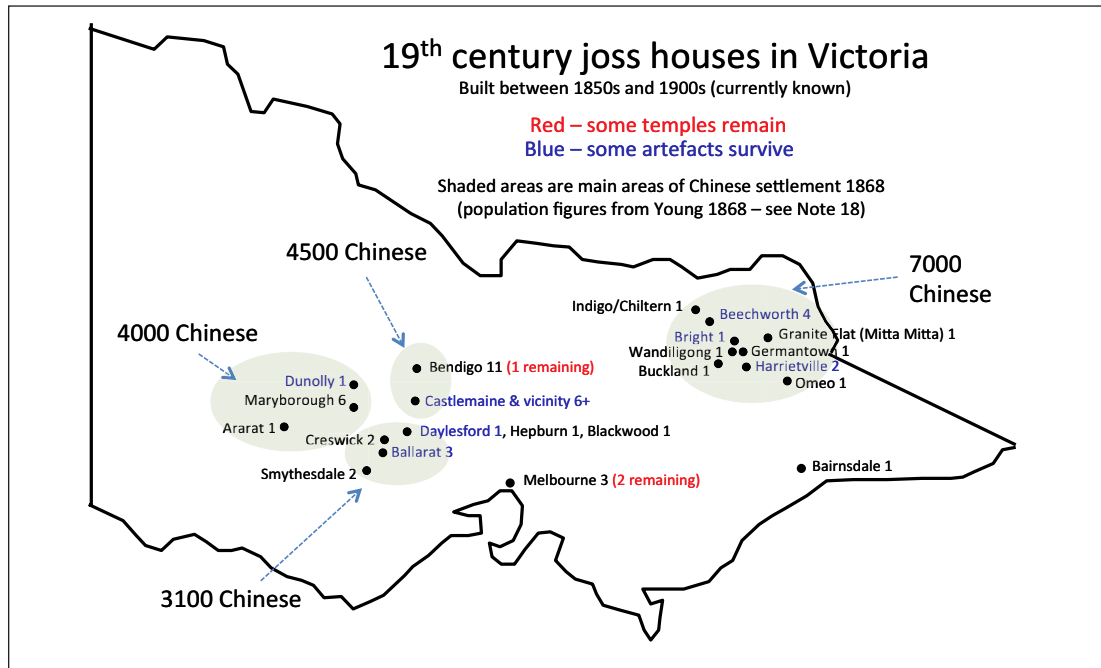 19th century joss houses in Victoria
Built between 1850s and 1900s (currently known)
Red – some temples remain
Blue – some artefacts survive
Shaded areas are main areas of Chinese settlement 1868
(population figures from Young 1868 – see Note 18)
4500 Chinese
7000
Chinese
4000 Chinese
Indigo/Chiltern 1
Beechworth 4
Bright 1
Granite Flat (Mitta Mitta) 1
Wandiligong 1
Germantown 1
Buckland 1
Harrietville 2
Omeo 1
Bendigo 11 (1 remaining)
Dunolly 1
Maryborough 6
Castlemaine & vicinity 6+
Ararat 1
Daylesford 1, Hepburn 1, Blackwood 1
Creswick 2
Ballarat 3
Smythesdale 2
Melbourne 3 (2 remaining)
Bairnsdale 1
3100 Chinese